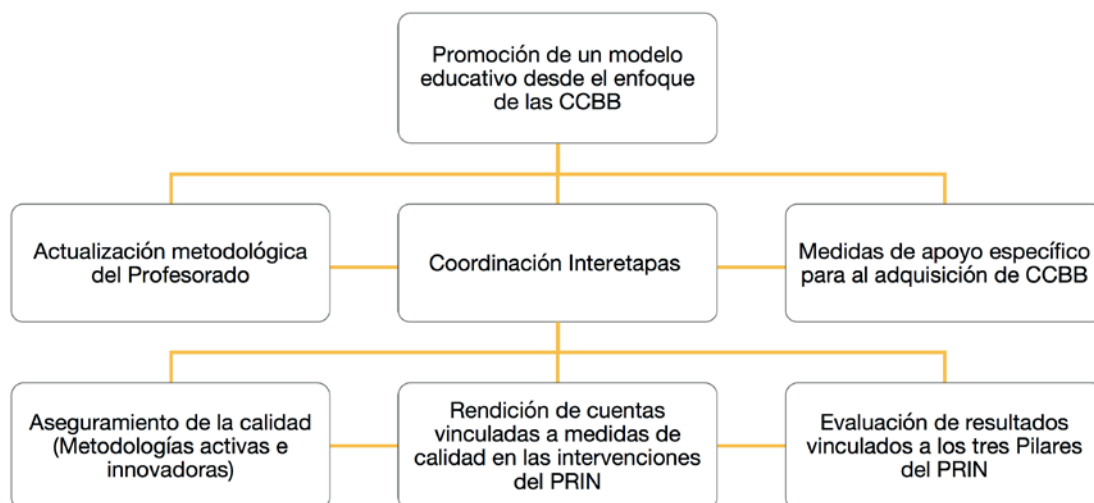 Promoción de un modelo
educativo desde el enfoque
de las CCBB
Actualización metodológica
del Profesorado
Coordinación Interetapas
Medidas de apoyo específico
para al adquisición de CCBB
Aseguramiento de la calidad
(Metodologías activas e
innovadoras)
Rendición de cuentas
vinculadas a medidas de
calidad en las intervenciones
del PRIN
Evaluación de resultados
vinculados a los tres Pilares
del PRIN